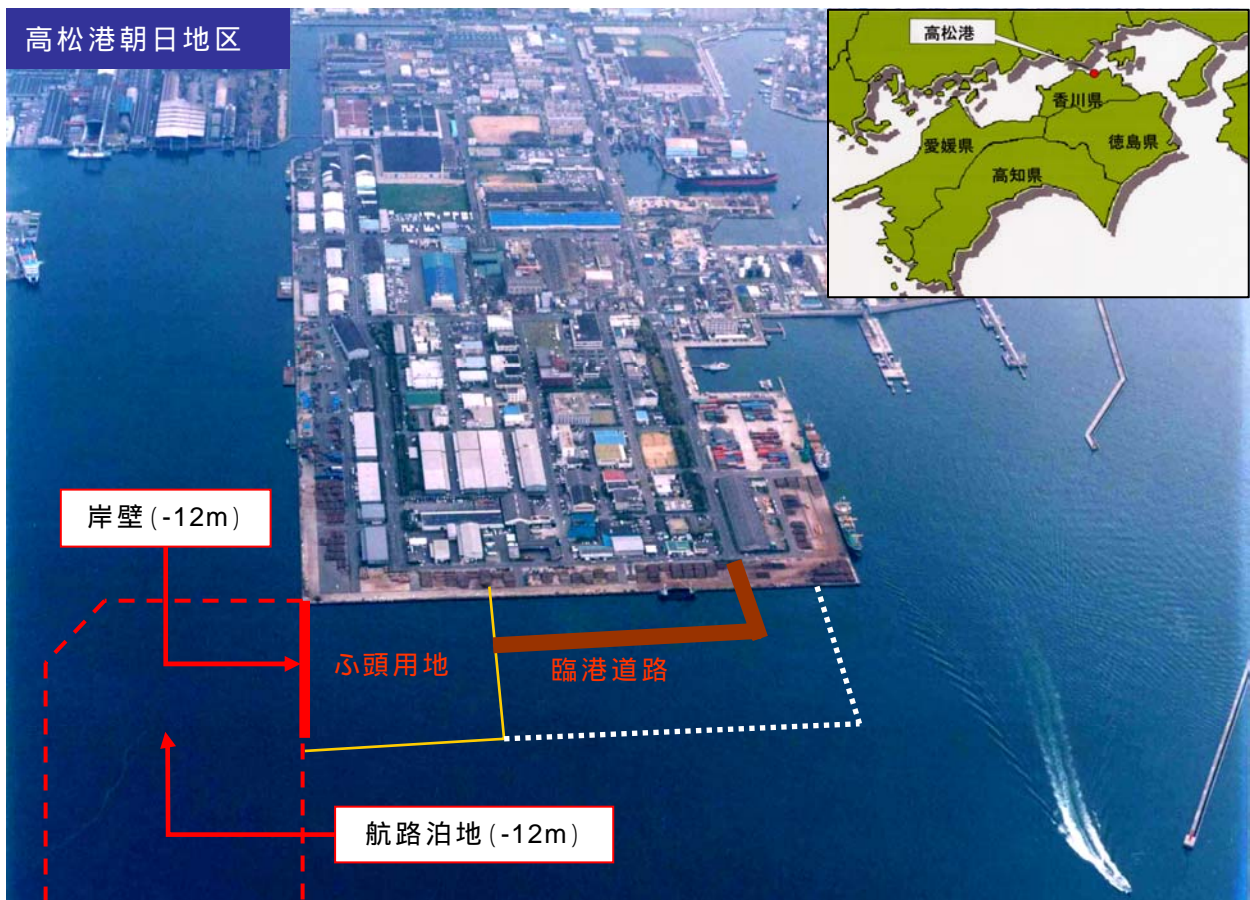 高松港朝日地区
高松港
香川県
愛媛県
徳島県
高知県
岸壁(-12m)
ふ頭用地
臨港道路
航路泊地(-12m)